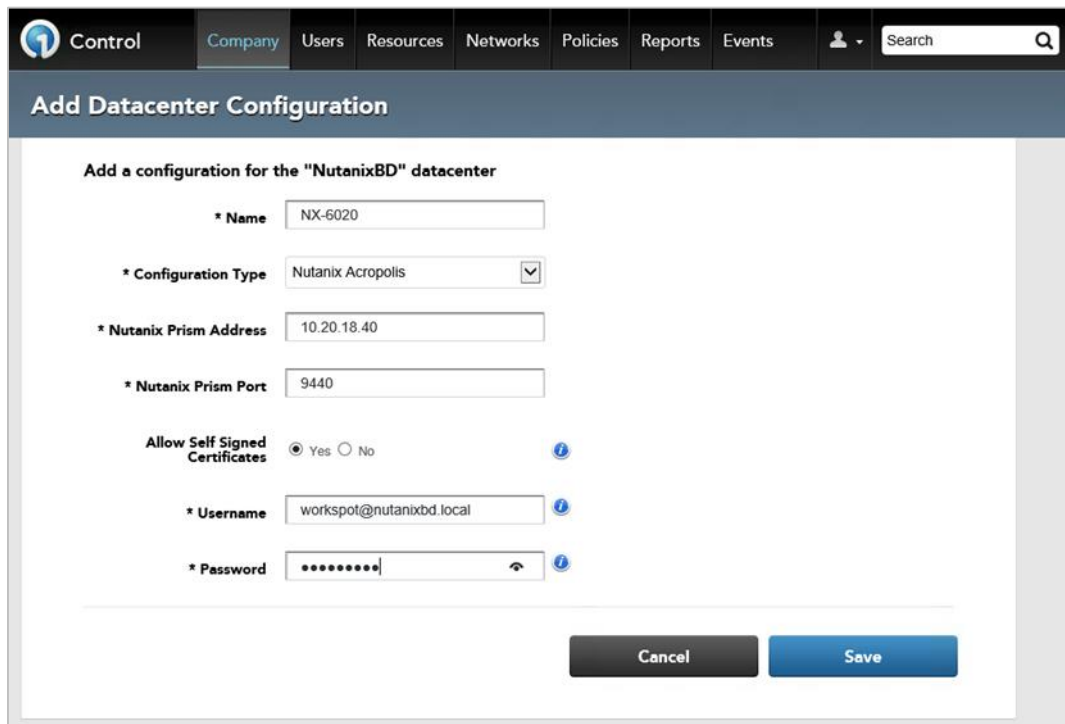 Control Company Users Resources Networks Policies Reports Events Search
Add Datacenter Configuration
Add a configuration for the "NutanixBD" datacenter
* Name NX-6020
* Configuration Type Nutanix Acropolis
* Nutanix Prism Address 10.20.18.40
* Nutanix Prism Port 9440
Allow Self Signed
Certificates Yes No
* Username workspot@nutanixbd.local
* Password •••••••••
Cancel Save